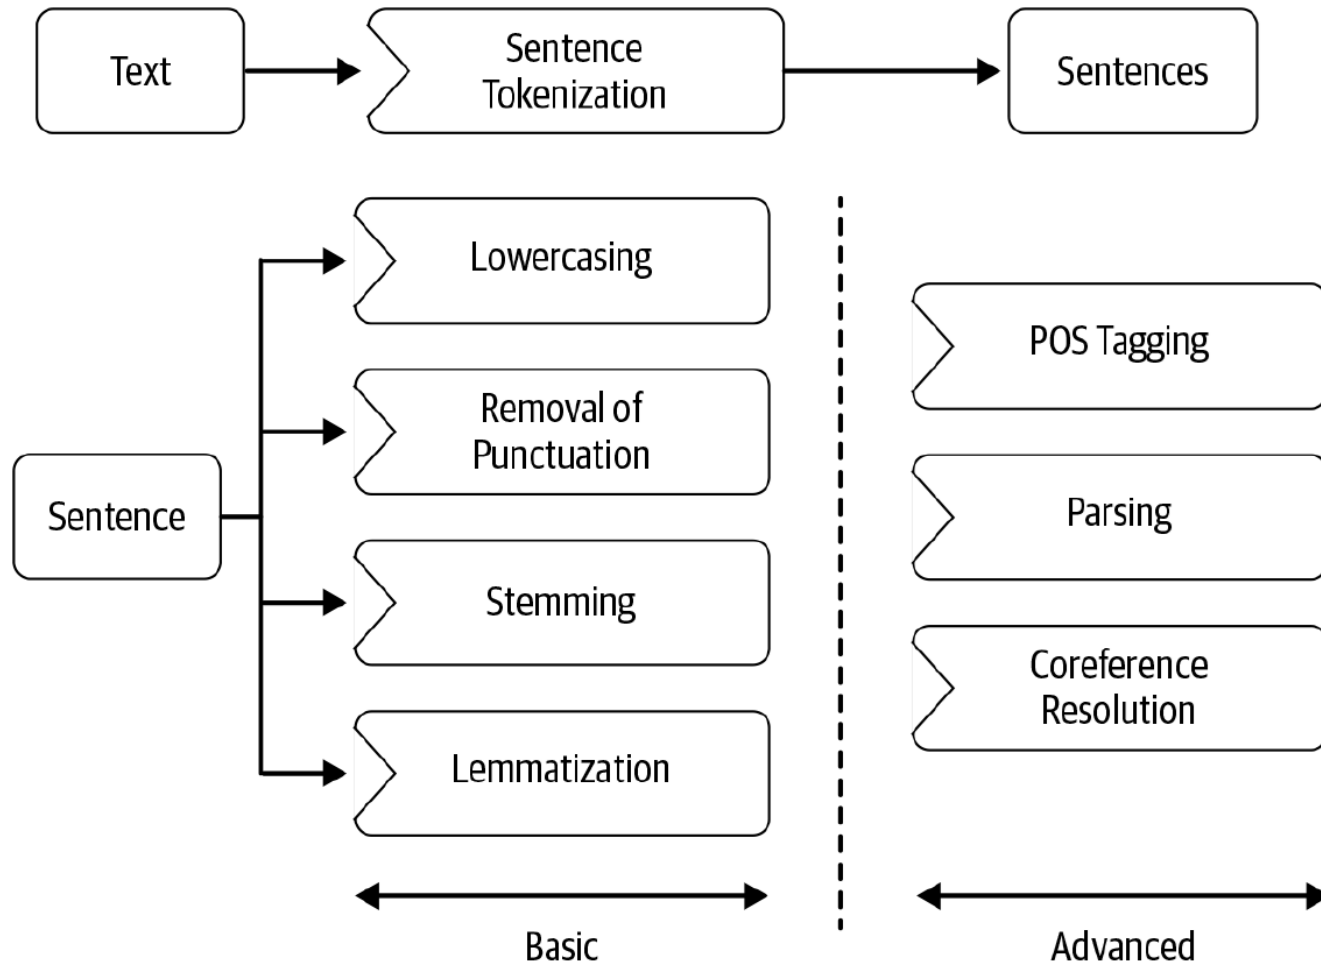 Text
Sentence
Tokenization
Sentences
Lowercasing
Removal of
Punctuation
Sentence
Stemming
Lemmatization
POS Tagging
Parsing
Coreference
Resolution
Basic
Advanced